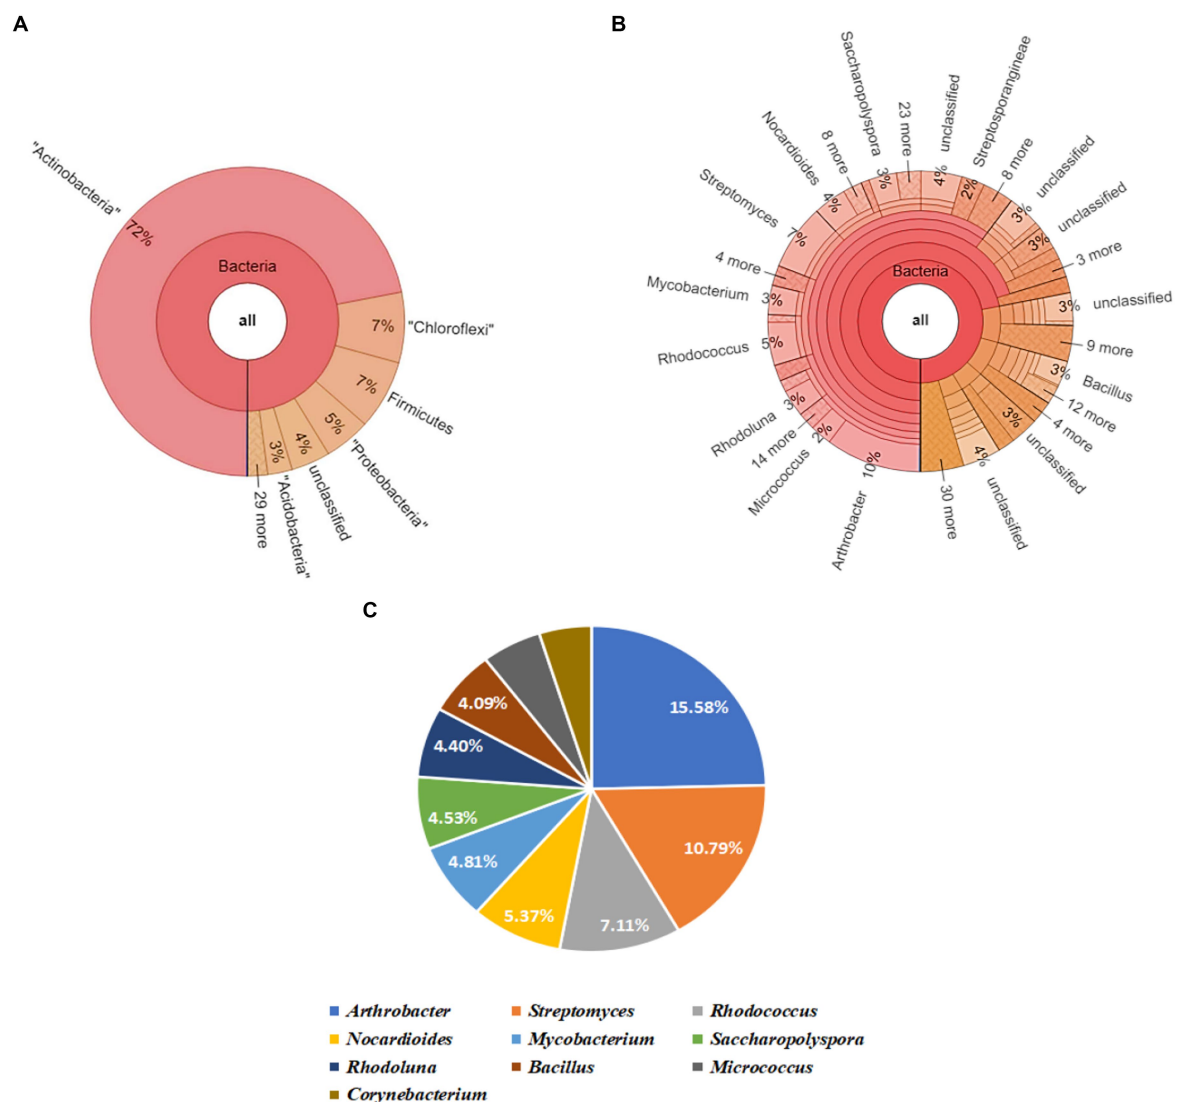 A
"Actinobacteria"
72%
Bacteria
all
7%
"Chloroflexi"
7%
Firmicutes
5%
"Proteobacteria"
4%
unclassified
3%
"Acidobacteria"
29 more
B
Bacteria
all
4%
unclassified
2%
Streptosporangineae
8 more
3%
unclassified
3%
unclassified
3 more
3%
unclassified
9 more
3%
Bacillus
12 more
4 more
3%
unclassified
4%
unclassified
30 more
10%
Arthrobacter
2%
Micrococcus
14 more
3%
Rhodoluna
5%
Rhodococcus
3%
Mycobacterium
4 more
7%
Streptomyces
4%
Nocardioides
8 more
3%
Saccharopolyspora
23 more
C
15.58%
10.79%
7.11%
5.37%
4.81%
4.53%
4.40%
4.09%
Arthrobacter Streptomyces Rhodococcus
Nocardioides Mycobacterium Saccharopolyspora
Rhodoluna Bacillus Micrococcus
Corynebacterium